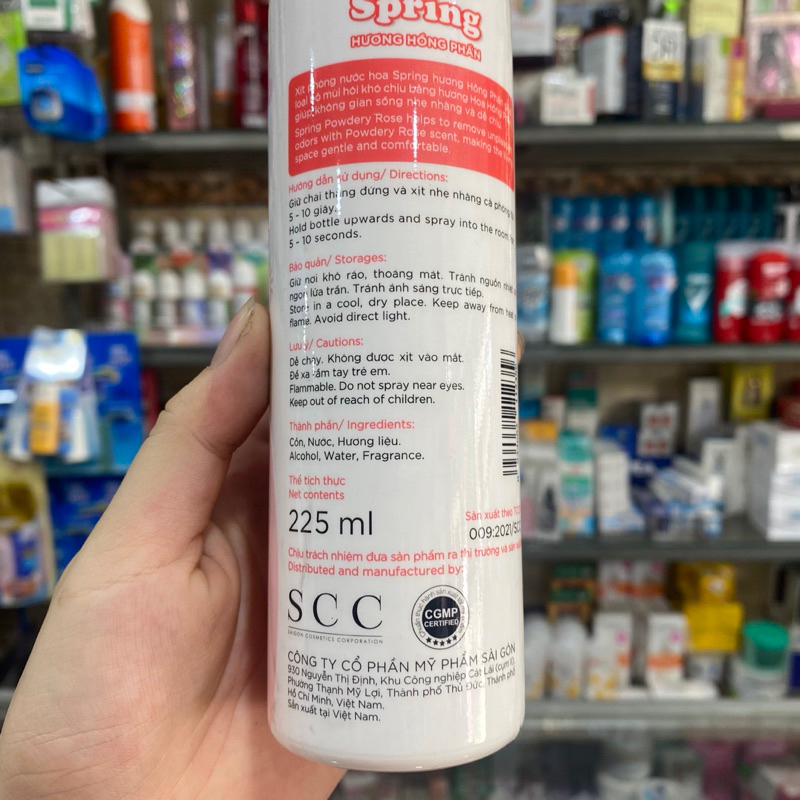 Spring
HƯƠNG HỒNG PHẤN
Xịt phòng nước hoa Spring hương Hồng Phấn
loại bỏ mùi hôi khó chịu bằng hương Hoa Hồng
giúp không gian sống nhẹ nhàng và dễ chịu.
Spring Powdery Rose helps to remove
odors with Powdery Rose scent, making the
space gentle and comfortable.
Hướng dẫn sử dụng/ Directions:
Giữ chai thẳng đứng và xịt nhẹ nhàng cả phòng
5 - 10 giây.
Hold bottle upwards and spray into the room
5 - 10 seconds.
Bảo quản/ Storages:
Giữ nơi khô ráo, thoáng mát. Tránh nguồn nhiệt
ngọn lửa trần. Tránh ánh sáng trực tiếp.
Store in a cool, dry place. Keep away from heat
flame. Avoid direct light.
Lưu ý/ Cautions:
Dễ cháy. Không được xịt vào mắt.
Để xa tầm tay trẻ em.
Flammable. Do not spray near eyes.
Keep out of reach of children.
Thành phần/ Ingredients:
Cồn, Nước, Hương liệu.
Alcohol, Water, Fragrance.
Thể tích thực
Net contents
225 ml
Sản xuất theo
009:2021/SCC
Chịu trách nhiệm đưa sản phẩm ra thị trường và sản
Distributed and manufactured by:
SCC
SAIGON COSMETICS CORPORATION
CGMP
CERTIFIED
CÔNG TY CỔ PHẦN MỸ PHẨM SÀI GÒN
930 Nguyễn Thị Định, Khu Công nghiệp Cát Lái (cụm II),
Phường Thạnh Mỹ Lợi, Thành phố Thủ Đức, Thành phố
Hồ Chí Minh, Việt Nam.
Sản xuất tại Việt Nam.